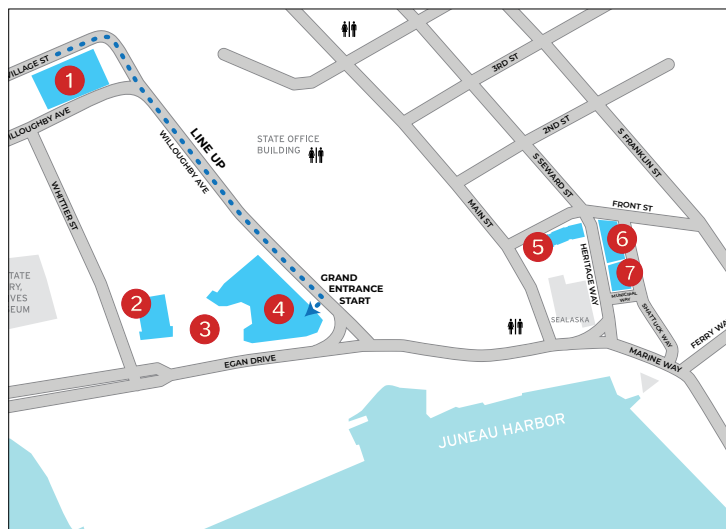 VILLAGE ST
1
WILLOUGHBY AVE
LINE UP
WILLOUGHBY AVE
STATE OFFICE
BUILDING
3RD ST
2ND ST
S FRANKLIN ST
S SEWARD ST
MAIN ST
FRONT ST
WHITTIER ST
5
6
HERITAGE WAY
7
MUNICIPAL
WAY
GRAND
ENTRANCE
START
STATE
2
3
4
SEALASKA
SHATTUCK WAY
FERRY WAY
EGAN DRIVE
MARINE WAY
JUNEAU HARBOR